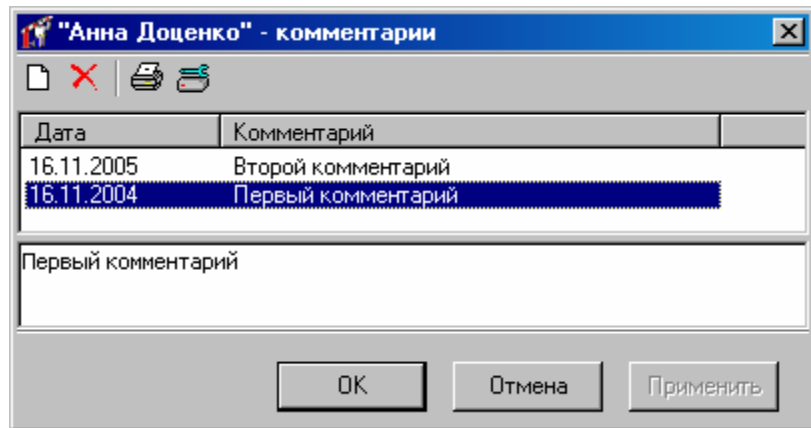 "Анна Доценко" - комментарии
Дата Комментарий
16.11.2005 Второй комментарий
16.11.2004 Первый комментарий
Первый комментарий
OK Отмена Применить